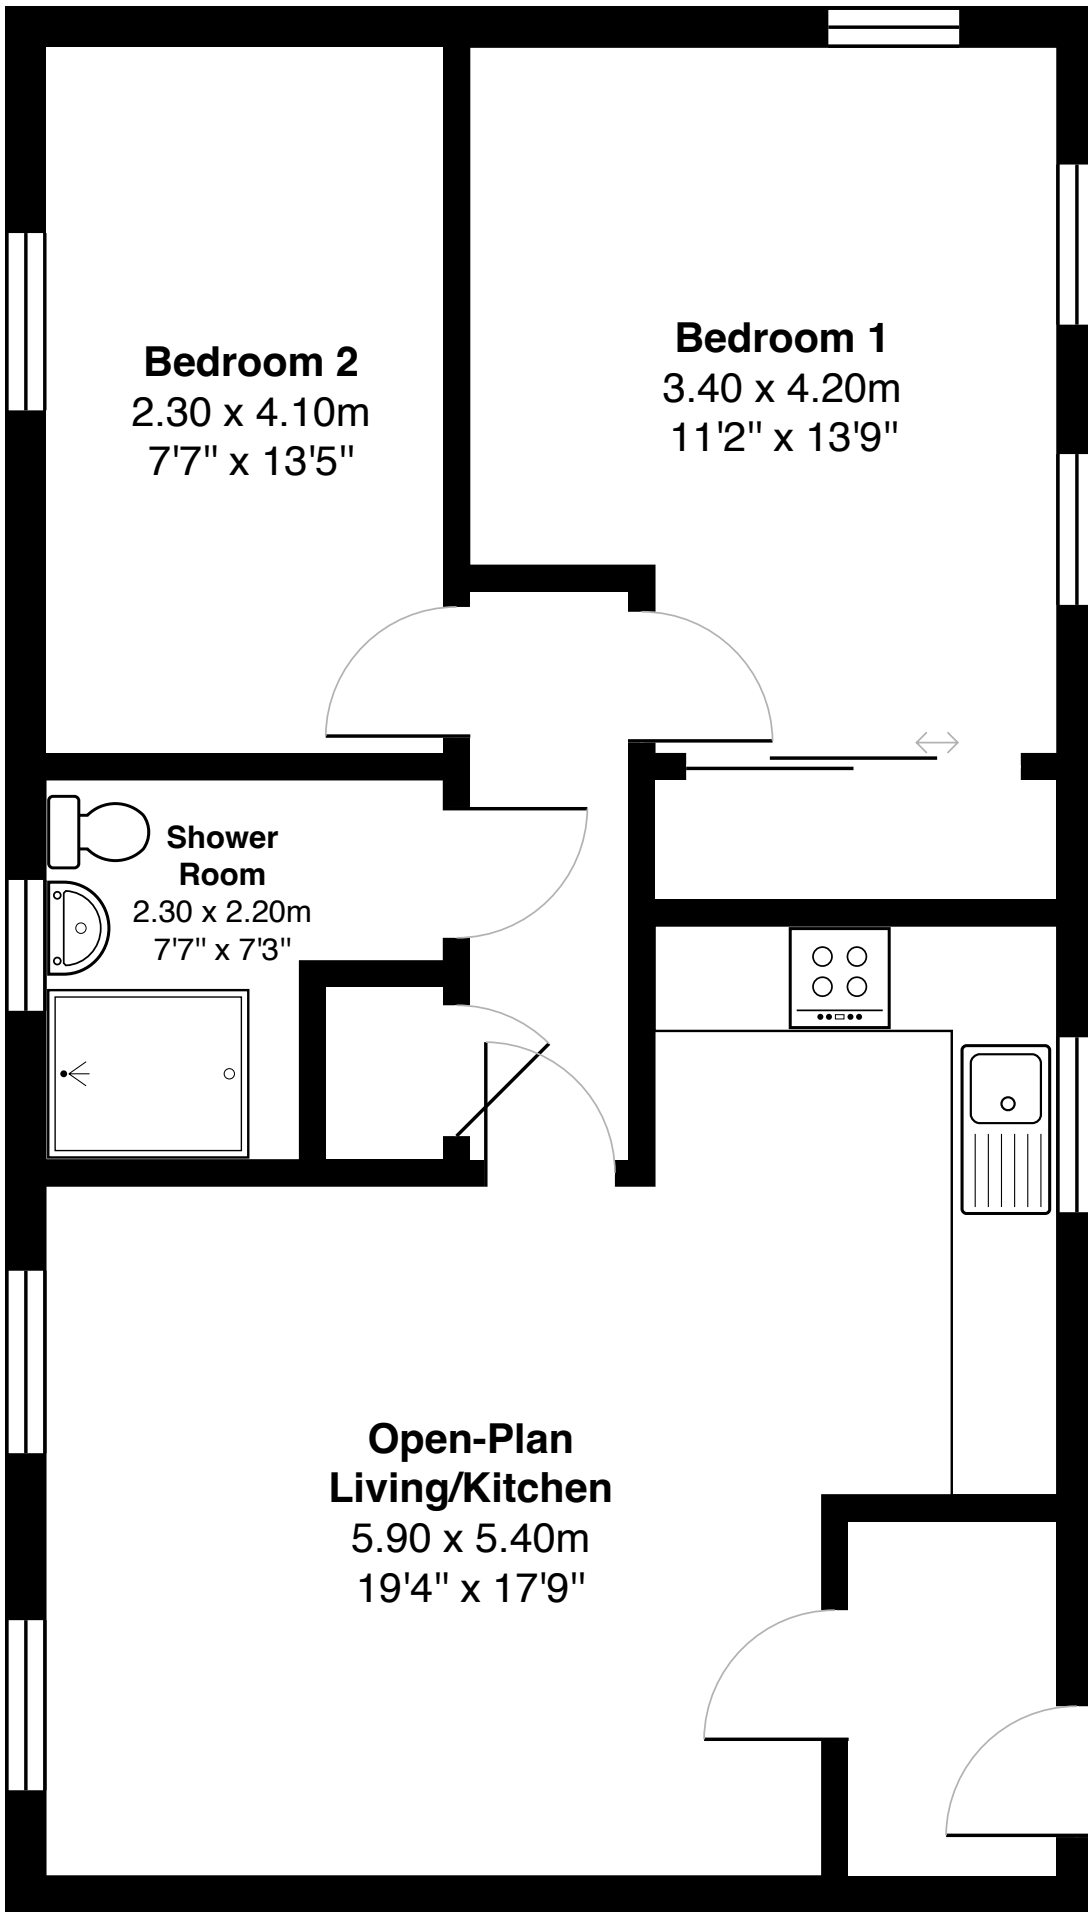 Bedroom 2
2.30 x 4.10m
7'7" x 13'5"
Bedroom 1
3.40 x 4.20m
11'2" x 13'9"
Shower
Room
2.30 x 2.20m
7'7" x 7'3"
Open-Plan
Living/Kitchen
5.90 x 5.40m
19'4" x 17'9"